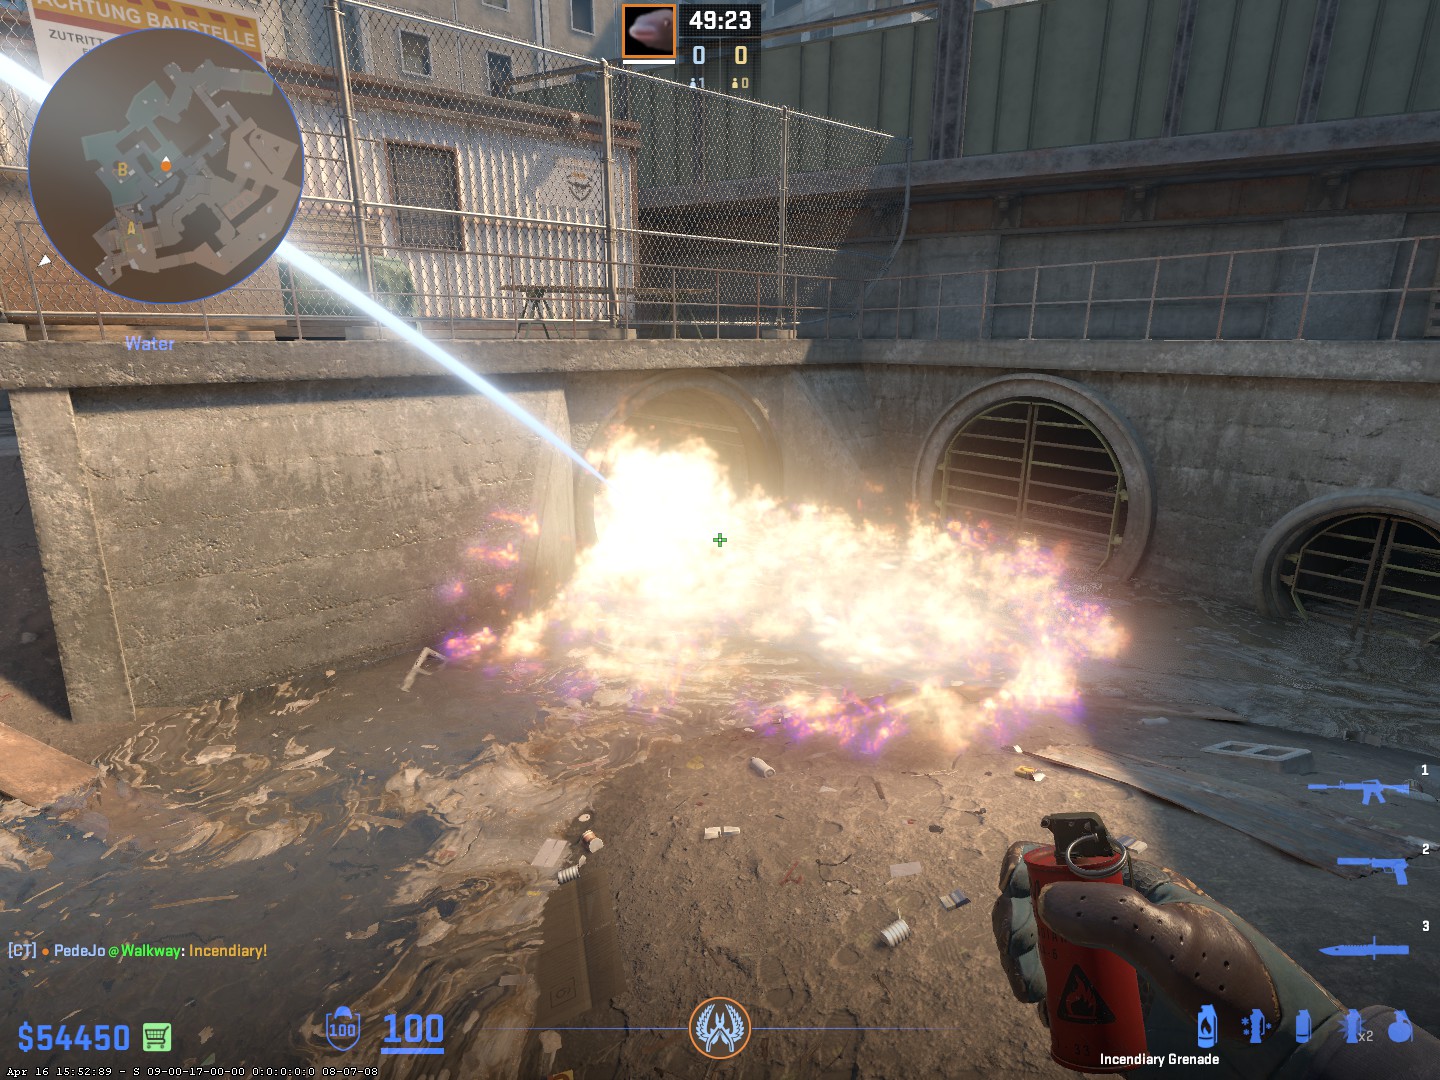 ACHTUNG BAUSTELLE
ZUTRITT
49:23
0 0
1 0
B
A
Water
1
2
3
[CT] • PedeJo @Walkway: Incendiary!
$54450
100
100
x2
Incendiary Grenade
Apr 16 15:52:89 - S 09-00-17-00-00 0:0:0:0:0 08-07-08